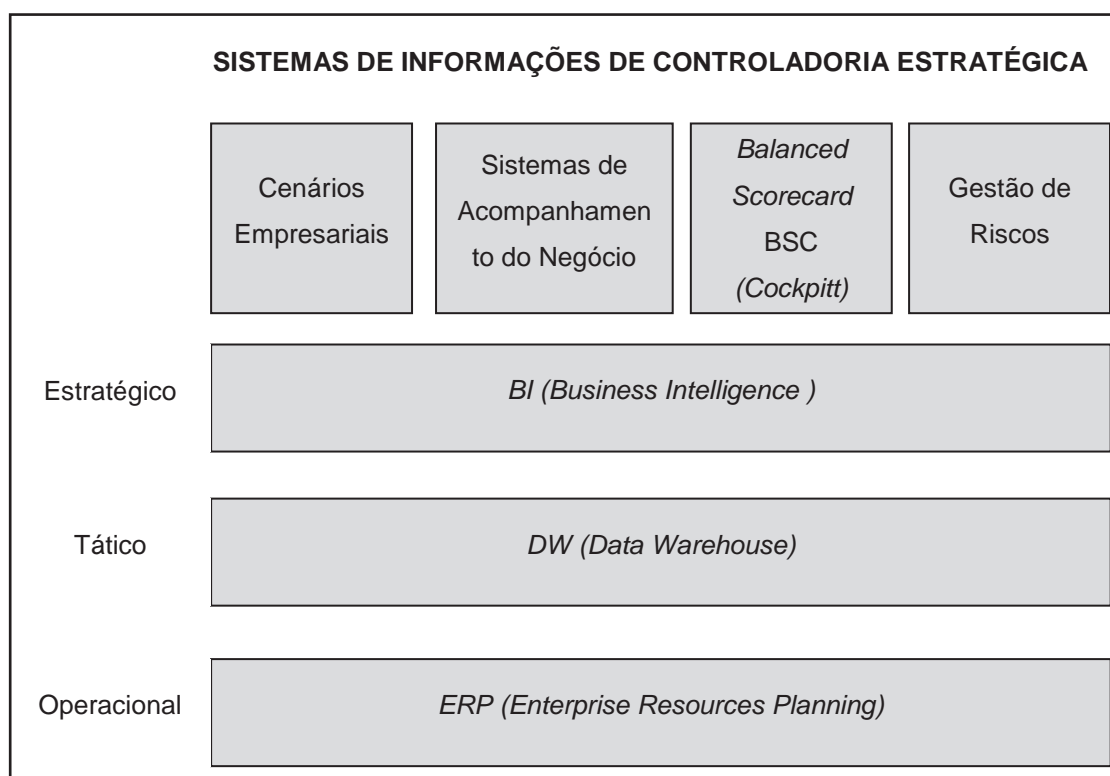 SISTEMAS DE INFORMAÇÕES DE CONTROLADORIA ESTRATÉGICA
Cenários
Empresariais
Sistemas de
Acompanhamen
to do Negócio
Balanced
Scorecard
BSC
(Cockpitt)
Gestão de
Riscos
Estratégico
BI (Business Intelligence )
Tático
DW (Data Warehouse)
Operacional
ERP (Enterprise Resources Planning)